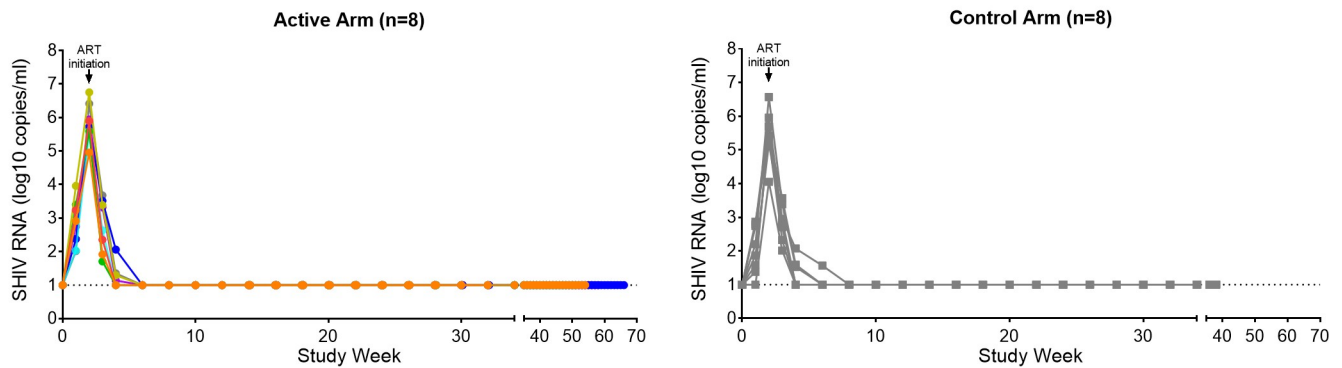 Active Arm (n=8)
SHIV RNA (log10 copies/ml)
8
7
6
5
4
3
2
1
0
ART
initiation
0 10 20 30 40 50 60 70
Study Week
Control Arm (n=8)
SHIV RNA (log10 copies/ml)
8
7
6
5
4
3
2
1
0
ART
initiation
0 10 20 30 40 50 60 70
Study Week